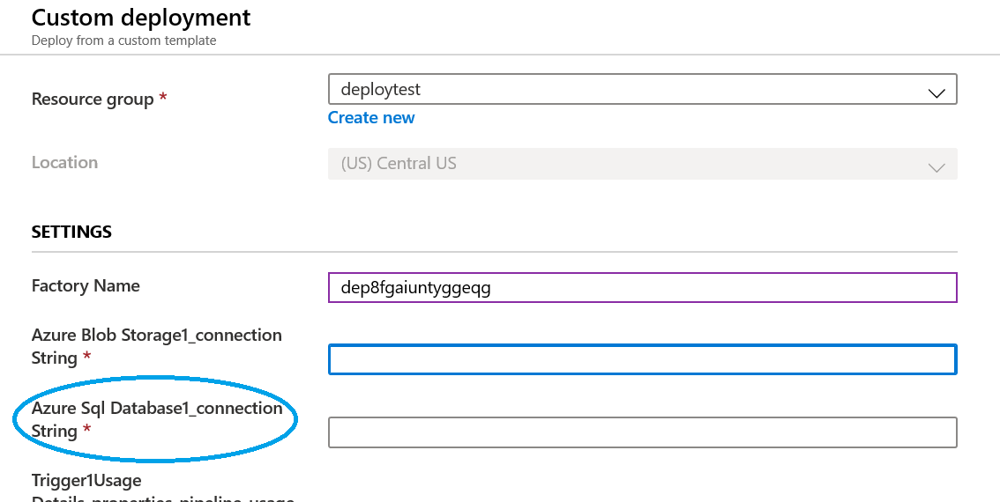 Custom deployment
Deploy from a custom template
Resource group *
deploytest
Create new
Location
(US) Central US
SETTINGS
Factory Name
dep8fgaiuntyggeqg
Azure Blob Storage1_connection
String *
Azure Sql Database1_connection
String *
Trigger1Usage
Details_properties_pipeline_usage